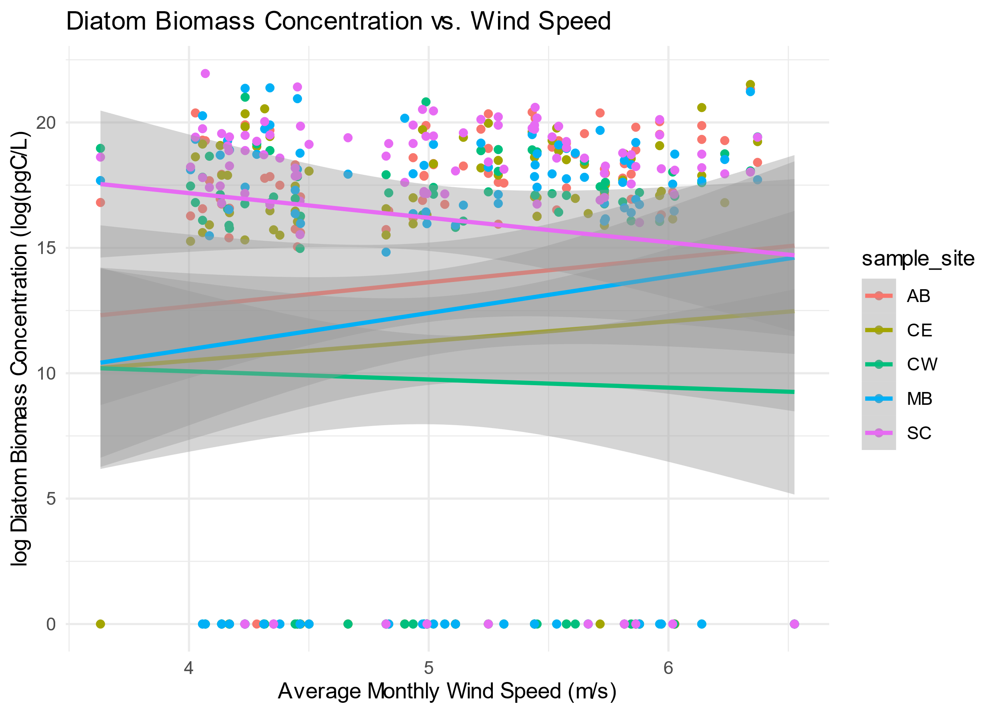 Diatom Biomass Concentration vs. Wind Speed
log Diatom Biomass Concentration (log(pgC/L)
20
15
10
5
0
4
5
6
Average Monthly Wind Speed (m/s)
sample_site
AB
CE
CW
MB
SC